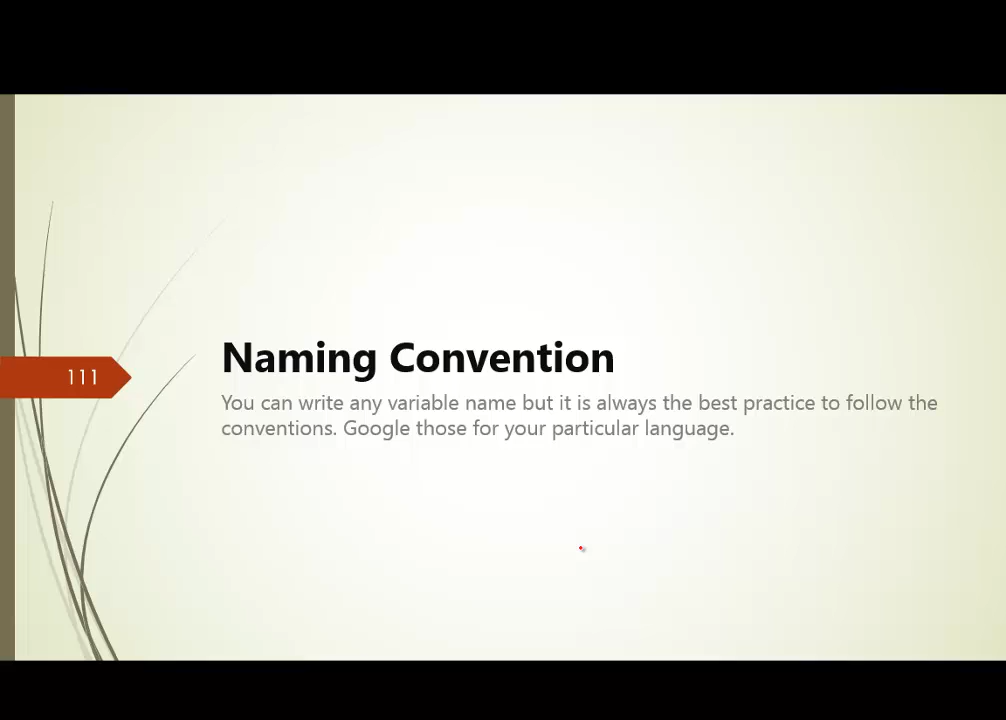 Naming Convention
111
You can write any variable name but it is always the best practice to follow the
conventions. Google those for your particular language.